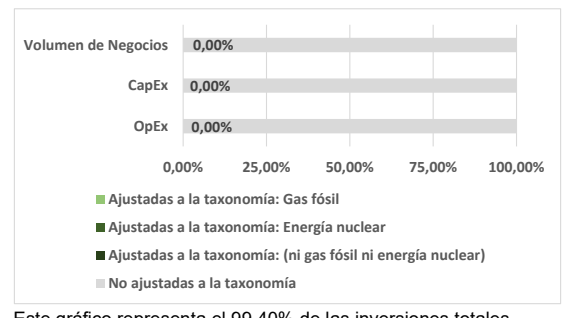 Volumen de Negocios 0,00%
CapEx 0,00%
OpEx 0,00%
0,00% 25,00% 50,00% 75,00% 100,00%
Ajustadas a la taxonomía: Gas fósil
Ajustadas a la taxonomía: Energía nuclear
Ajustadas a la taxonomía: (ni gas fósil ni energía nuclear)
No ajustadas a la taxonomía
Este gráfico representa el 99,40% de las inversiones totales